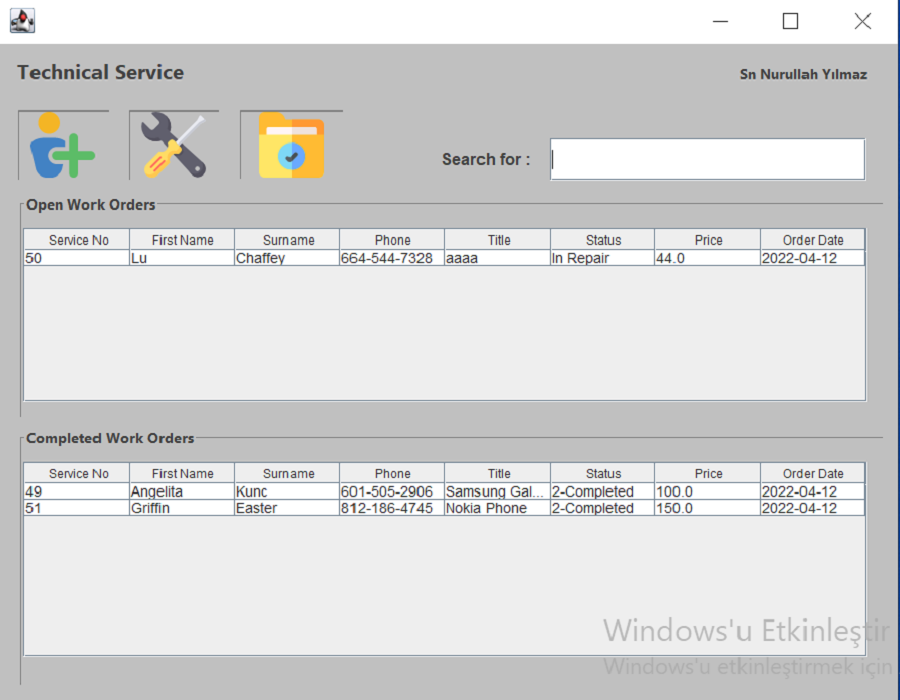 Technical Service
Sn Nurullah Yılmaz
Search for :
Open Work Orders
Service No First Name Surname Phone Title Status Price Order Date
50 Lu Chaffey 664-544-7328 aaaa In Repair 44.0 2022-04-12
Completed Work Orders
Service No First Name Surname Phone Title Status Price Order Date
49 Angelita Kunc 601-505-2906 Samsung Gal... 2-Completed 100.0 2022-04-12
51 Griffin Easter 812-186-4745 Nokia Phone 2-Completed 150.0 2022-04-12
Windows'u Etkinleştir
Windows'u etkinleştirmek için